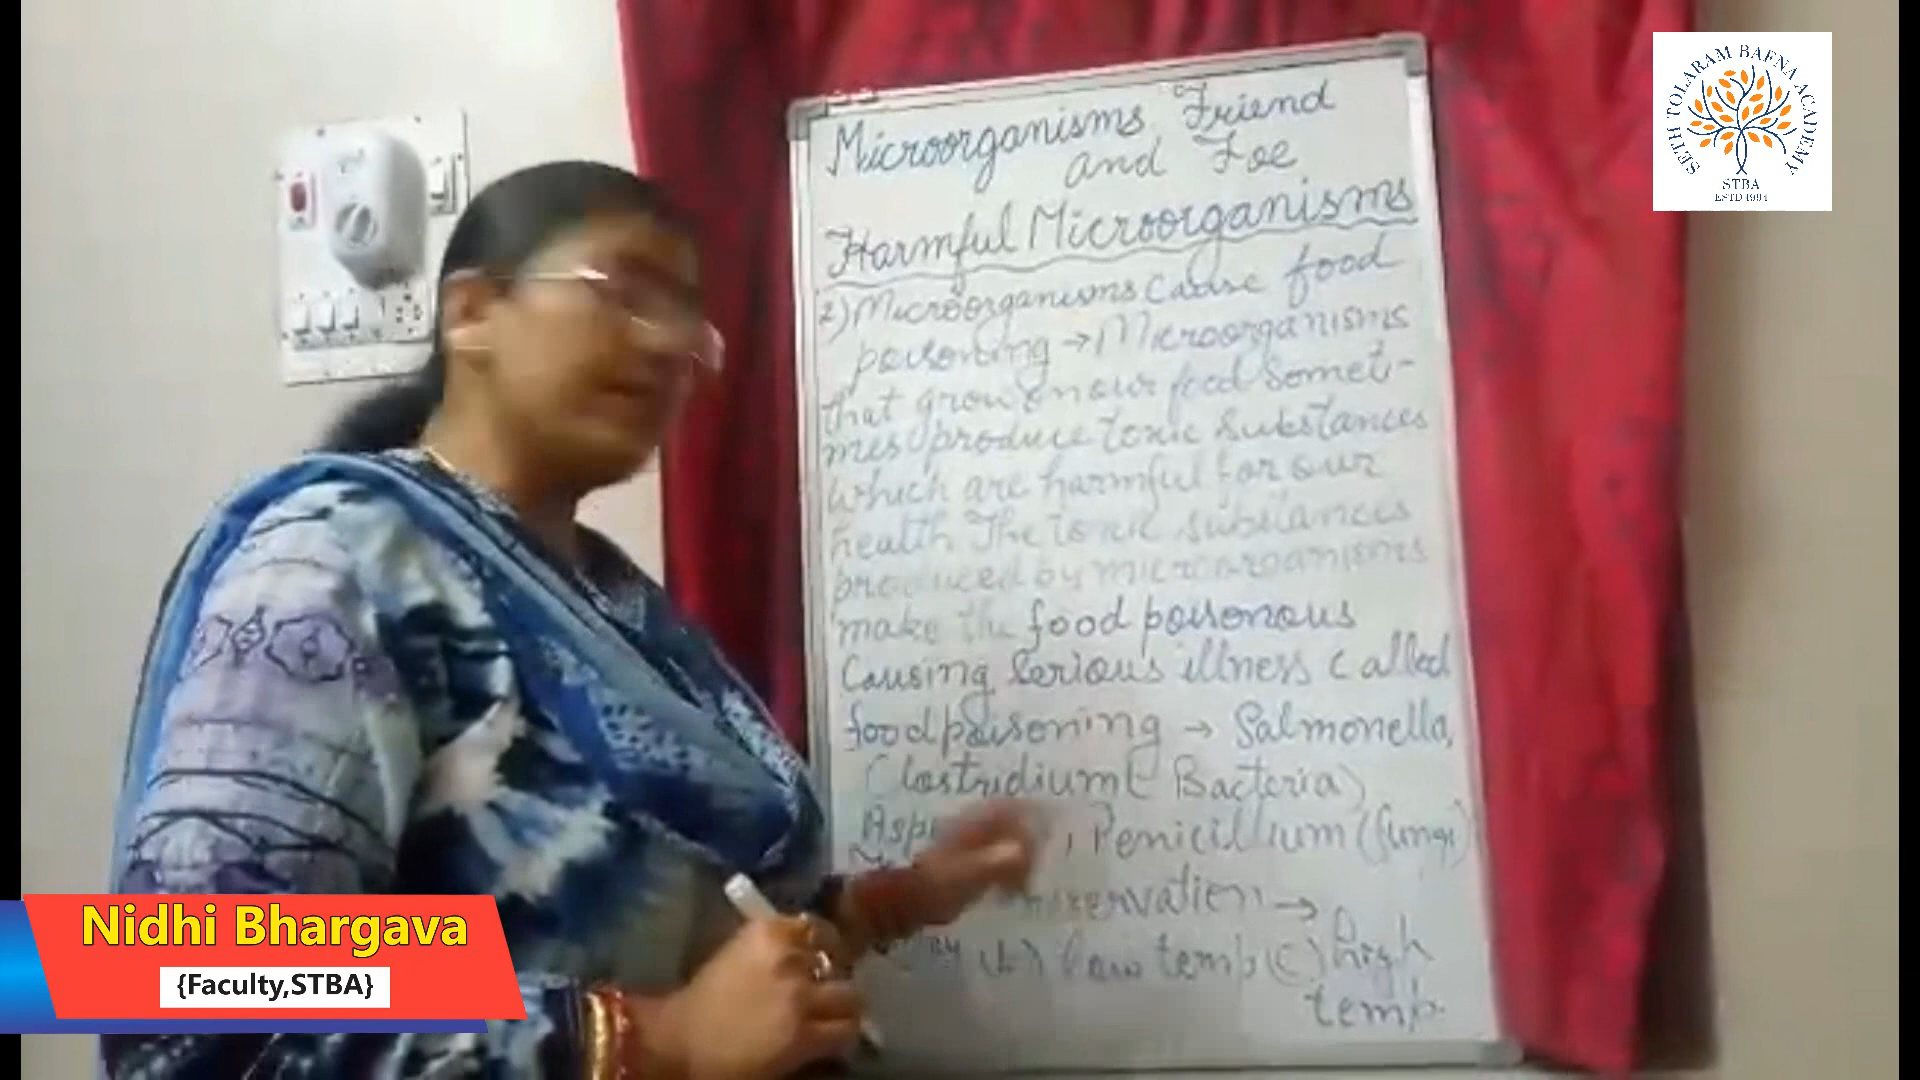 Microorganisms Friend
and Foe
Harmful Microorganisms
2) Microorganisms cause food
poisoning → Microorganisms
that grow on our food Someti-
mes produce toxic substances
which are harmful for our
health The toxic substances
produced by microorganisms
make the food poisonous
Causing Serious illness called
food poisoning → Salmonella,
Clostridium ( Bacteria)
, Penicillium (fungi)
→
(b) low temp (c) high
temp.
SETH TOLARAM BAFNA ACADEMY
STBA
ESTD 1994
Nidhi Bhargava
{Faculty,STBA}